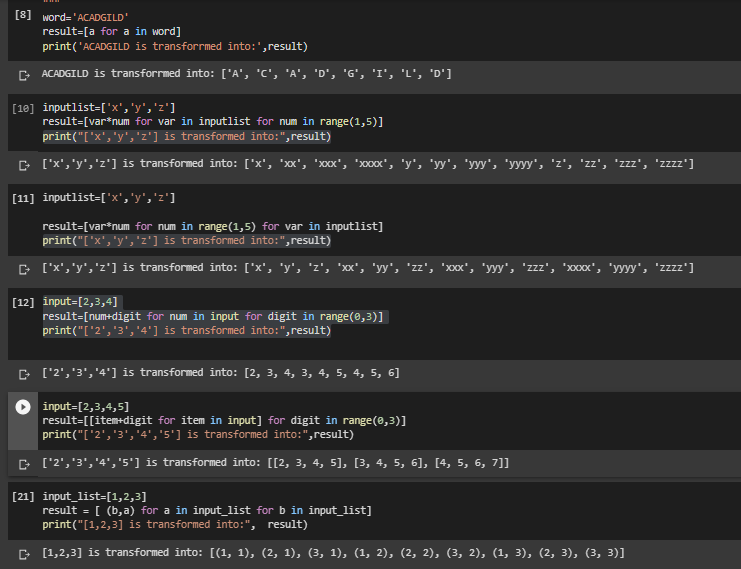 [8] word='ACADGILD'
result=[a for a in word]
print('ACADGILD is transforrmed into:',result)
ACADGILD is transforrmed into: ['A', 'C', 'A', 'D', 'G', 'I', 'L', 'D']
[10] inputlist=['x','y','z']
result=[var*num for var in inputlist for num in range(1,5)]
print("['x','y','z'] is transformed into:",result)
['x','y','z'] is transformed into: ['x', 'xx', 'xxx', 'xxxx', 'y', 'yy', 'yyy', 'yyyy', 'z', 'zz', 'zzz', 'zzzz']
[11] inputlist=['x','y','z']
result=[var*num for num in range(1,5) for var in inputlist]
print("['x','y','z'] is transformed into:",result)
['x','y','z'] is transformed into: ['x', 'y', 'z', 'xx', 'yy', 'zz', 'xxx', 'yyy', 'zzz', 'xxxx', 'yyyy', 'zzzz']
[12] input=[2,3,4]
result=[num+digit for num in input for digit in range(0,3)]
print("['2','3','4'] is transformed into:",result)
['2','3','4'] is transformed into: [2, 3, 4, 3, 4, 5, 4, 5, 6]
input=[2,3,4,5]
result=[[item+digit for item in input] for digit in range(0,3)]
print("['2','3','4','5'] is transformed into:",result)
['2','3','4','5'] is transformed into: [[2, 3, 4, 5], [3, 4, 5, 6], [4, 5, 6, 7]]
[21] input_list=[1,2,3]
result = [ (b,a) for a in input_list for b in input_list]
print("[1,2,3] is transformed into:",  result)
[1,2,3] is transformed into: [(1, 1), (2, 1), (3, 1), (1, 2), (2, 2), (3, 2), (1, 3), (2, 3), (3, 3)]